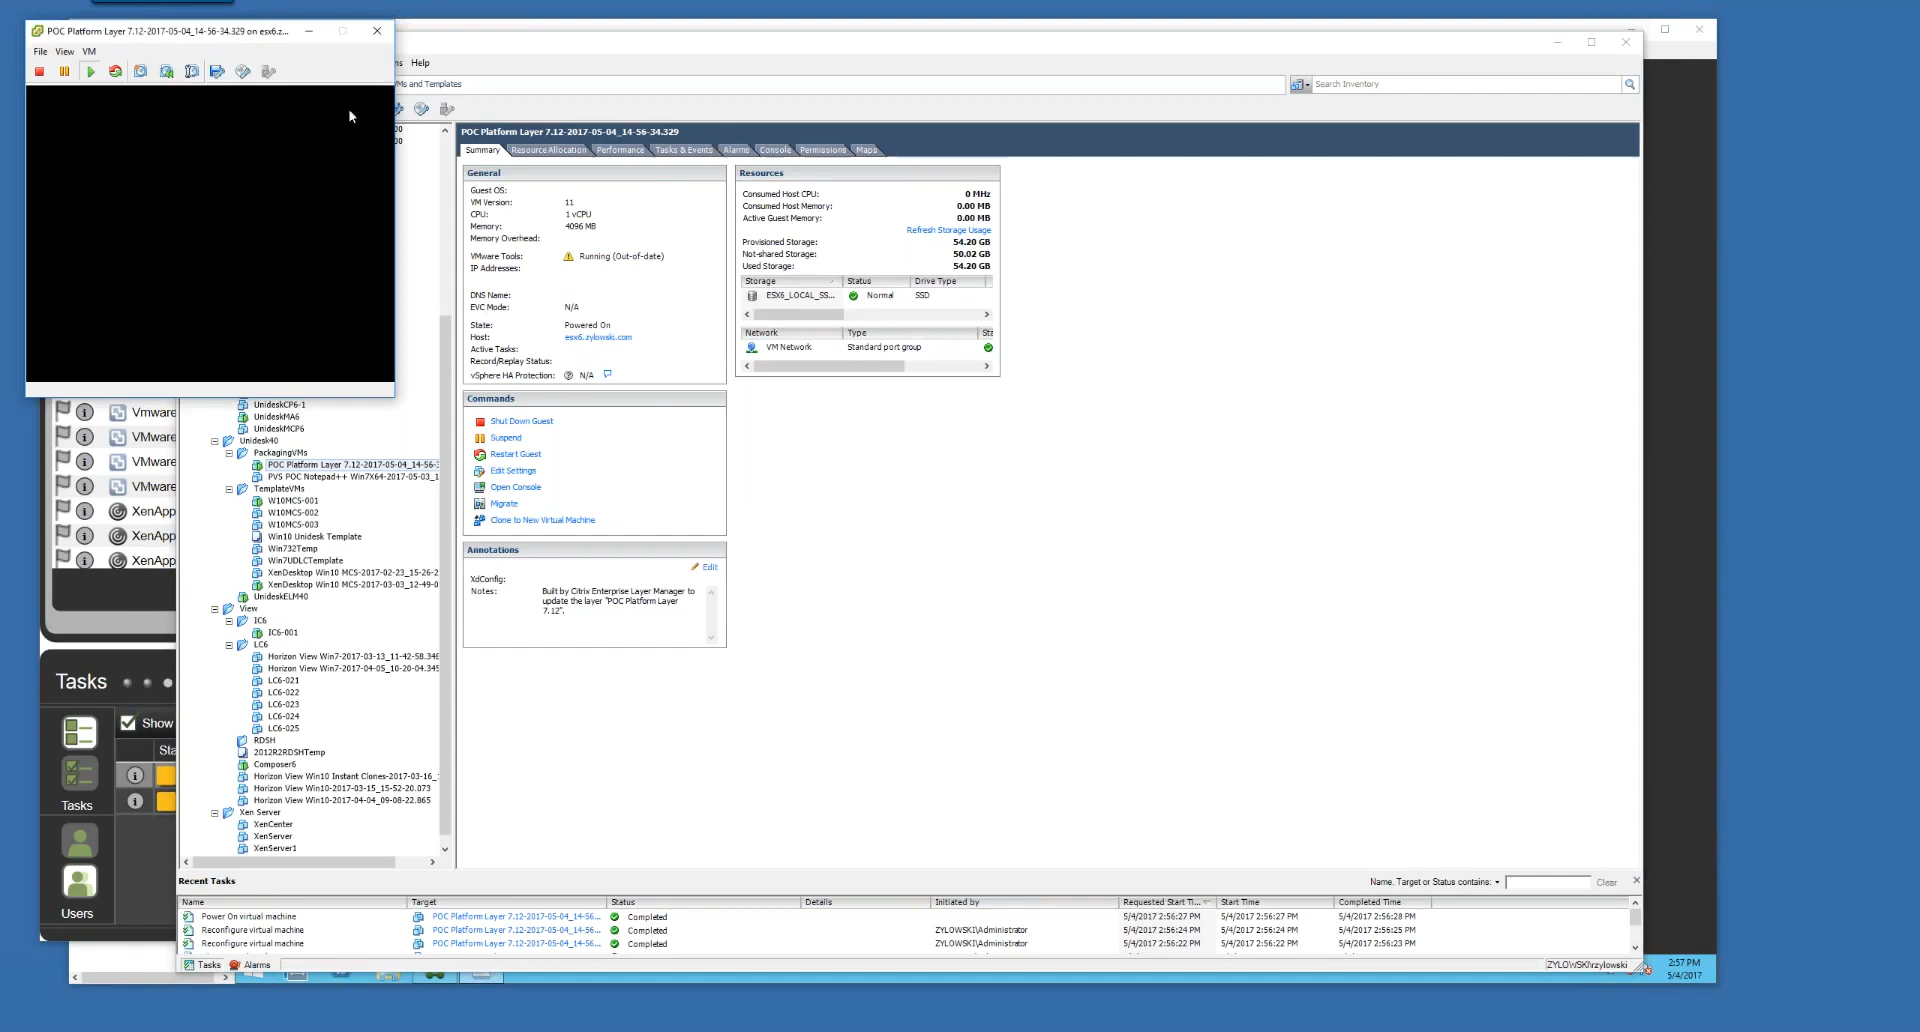 POC Platform Layer 7.12-2017-05-04_14-56-34.329 on esx6.z...
File View VM
Help
VMs and Templates
Search Inventory
POC Platform Layer 7.12-2017-05-04_14-56-34.329
Summary Resource Allocation Performance Tasks & Events Alarms Console Permissions Maps
General
Guest OS:
VM Version: 11
CPU: 1 vCPU
Memory: 4096 MB
Memory Overhead:
VMware Tools: Running (Out-of-date)
IP Addresses:
DNS Name:
EVC Mode: N/A
State: Powered On
Host: esx6.zylowski.com
Active Tasks:
Record/Replay Status:
vSphere HA Protection: N/A
Resources
Consumed Host CPU: 0 MHz
Consumed Host Memory: 0.00 MB
Active Guest Memory: 0.00 MB
Refresh Storage Usage
Provisioned Storage: 54.20 GB
Not-shared Storage: 50.02 GB
Used Storage: 54.20 GB
Storage Status Drive Type
ESX6_LOCAL_SS... Normal SSD
Network Type Sta
VM Network Standard port group
Commands
Shut Down Guest
Suspend
Restart Guest
Edit Settings
Open Console
Migrate
Clone to New Virtual Machine
Annotations
Edit
XdConfig:
Notes: Built by Citrix Enterprise Layer Manager to
update the layer "POC Platform Layer
7.12".
UnideskCP6-1
UnideskMA6
UnideskMCP6
Unidesk40
PackagingVMs
POC Platform Layer 7.12-2017-05-04_14-56-3
PVS POC Notepad++ Win7X64-2017-05-03_1
TemplateVMs
W10MCS-001
W10MCS-002
W10MCS-003
Win10 Unidesk Template
Win732Temp
Win7UDLCTemplate
XenDesktop Win10 MCS-2017-02-23_15-26-2
XenDesktop Win10 MCS-2017-03-03_12-49-0
UnideskELM40
View
IC6
IC6-001
LC6
Horizon View Win7-2017-03-13_11-42-58.348
Horizon View Win7-2017-04-05_10-20-04.345
LC6-021
LC6-022
LC6-023
LC6-024
LC6-025
RDSH
2012R2RDSHTemp
Composer6
Horizon View Win10 Instant Clones-2017-03-16_1
Horizon View Win10-2017-03-15_15-52-20.073
Horizon View Win10-2017-04-04_09-08-22.865
Xen Server
XenCenter
XenServer
XenServer1
Vmware
VMware
VMware
VMware
XenApp
XenApp
XenApp
Tasks
Show
Sta
Tasks
Users
Recent Tasks
Name, Target or Status contains: Clear
Name Target Status Details Initiated by Requested Start Ti... Start Time Completed Time
Power On virtual machine POC Platform Layer 7.12-2017-05-04_14-56... Completed 5/4/2017 2:56:27 PM 5/4/2017 2:56:27 PM 5/4/2017 2:56:28 PM
Reconfigure virtual machine POC Platform Layer 7.12-2017-05-04_14-56... Completed ZYLOWSKI\Administrator 5/4/2017 2:56:24 PM 5/4/2017 2:56:24 PM 5/4/2017 2:56:25 PM
Reconfigure virtual machine POC Platform Layer 7.12-2017-05-04_14-56... Completed ZYLOWSKI\Administrator 5/4/2017 2:56:22 PM 5/4/2017 2:56:22 PM 5/4/2017 2:56:23 PM
Tasks Alarms
ZYLOWSKI\rzylowski
2:57 PM
5/4/2017